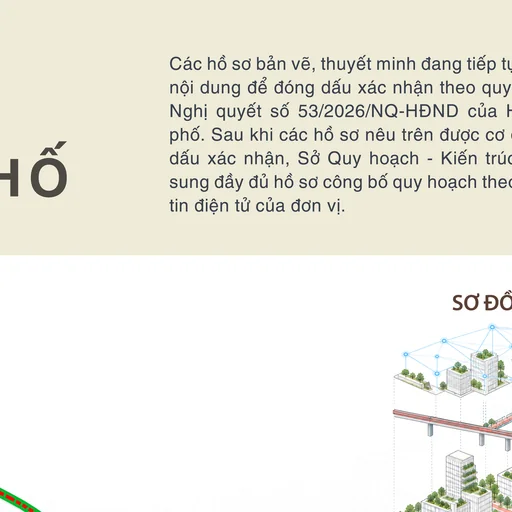 Các hồ sơ bản vẽ, thuyết minh đang tiếp
nội dung để đóng dấu xác nhận theo quy
Nghị quyết số 53/2026/NQ-HĐND của
phố. Sau khi các hồ sơ nêu trên được cơ
dấu xác nhận, Sở Quy hoạch - Kiến trúc
sung đầy đủ hồ sơ công bố quy hoạch theo
tin điện tử của đơn vị.
HỐ
SƠ ĐỒ